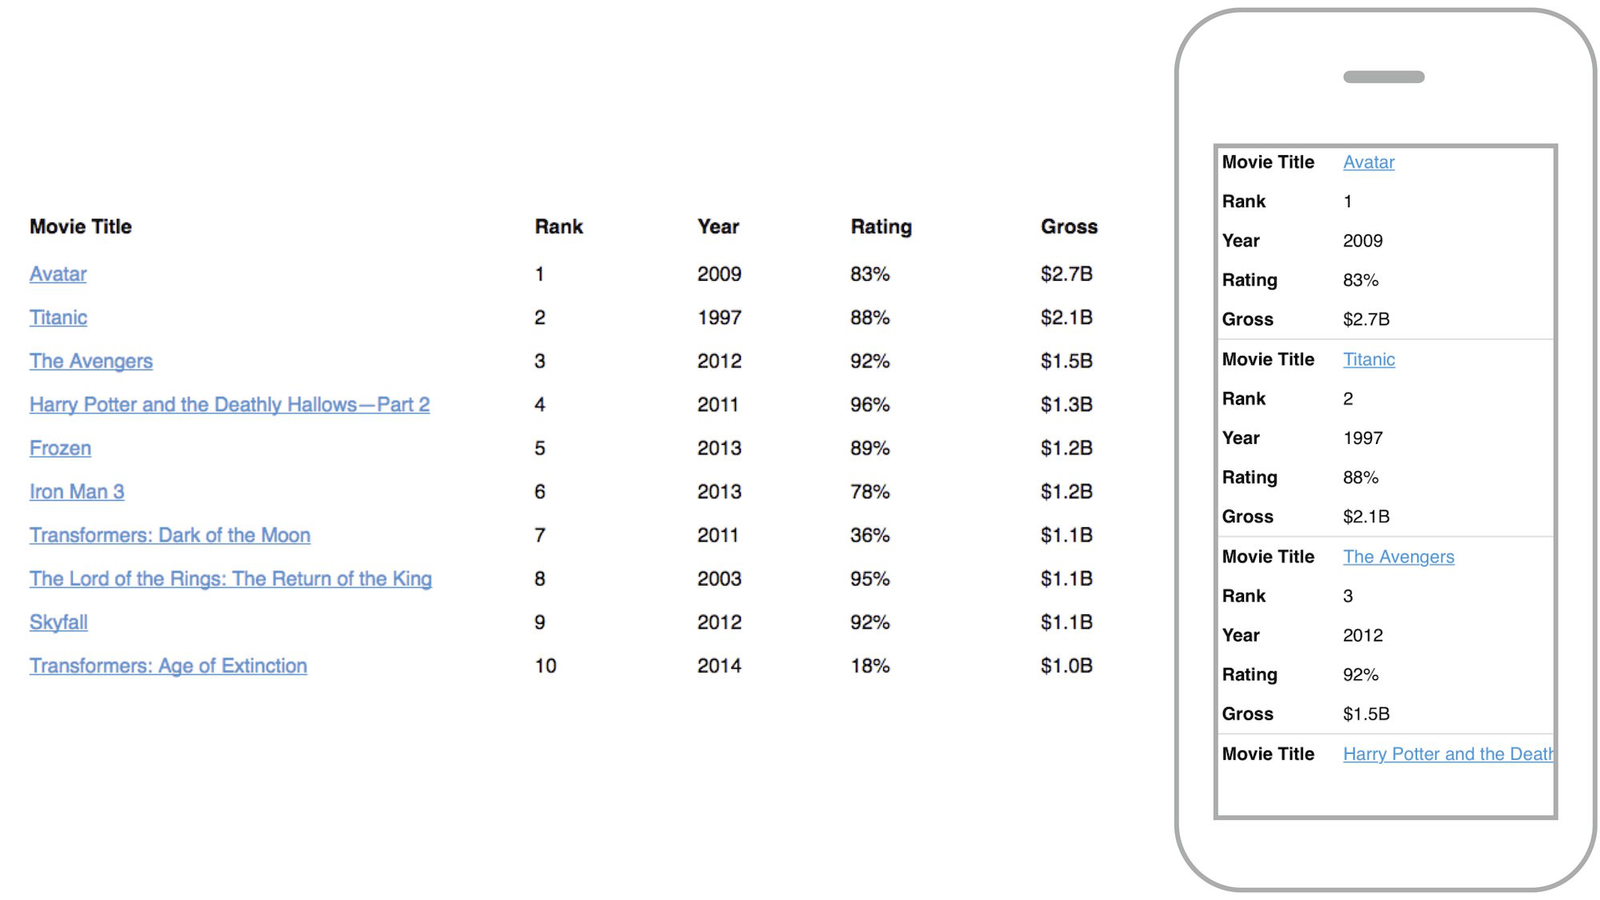 Movie Title Rank Year Rating Gross
Avatar 1 2009 83% $2.7B
Titanic 2 1997 88% $2.1B
The Avengers 3 2012 92% $1.5B
Harry Potter and the Deathly Hallows—Part 2 4 2011 96% $1.3B
Frozen 5 2013 89% $1.2B
Iron Man 3 6 2013 78% $1.2B
Transformers: Dark of the Moon 7 2011 36% $1.1B
The Lord of the Rings: The Return of the King 8 2003 95% $1.1B
Skyfall 9 2012 92% $1.1B
Transformers: Age of Extinction 10 2014 18% $1.0B
Movie Title Avatar
Rank 1
Year 2009
Rating 83%
Gross $2.7B
Movie Title Titanic
Rank 2
Year 1997
Rating 88%
Gross $2.1B
Movie Title The Avengers
Rank 3
Year 2012
Rating 92%
Gross $1.5B
Movie Title Harry Potter and the Death